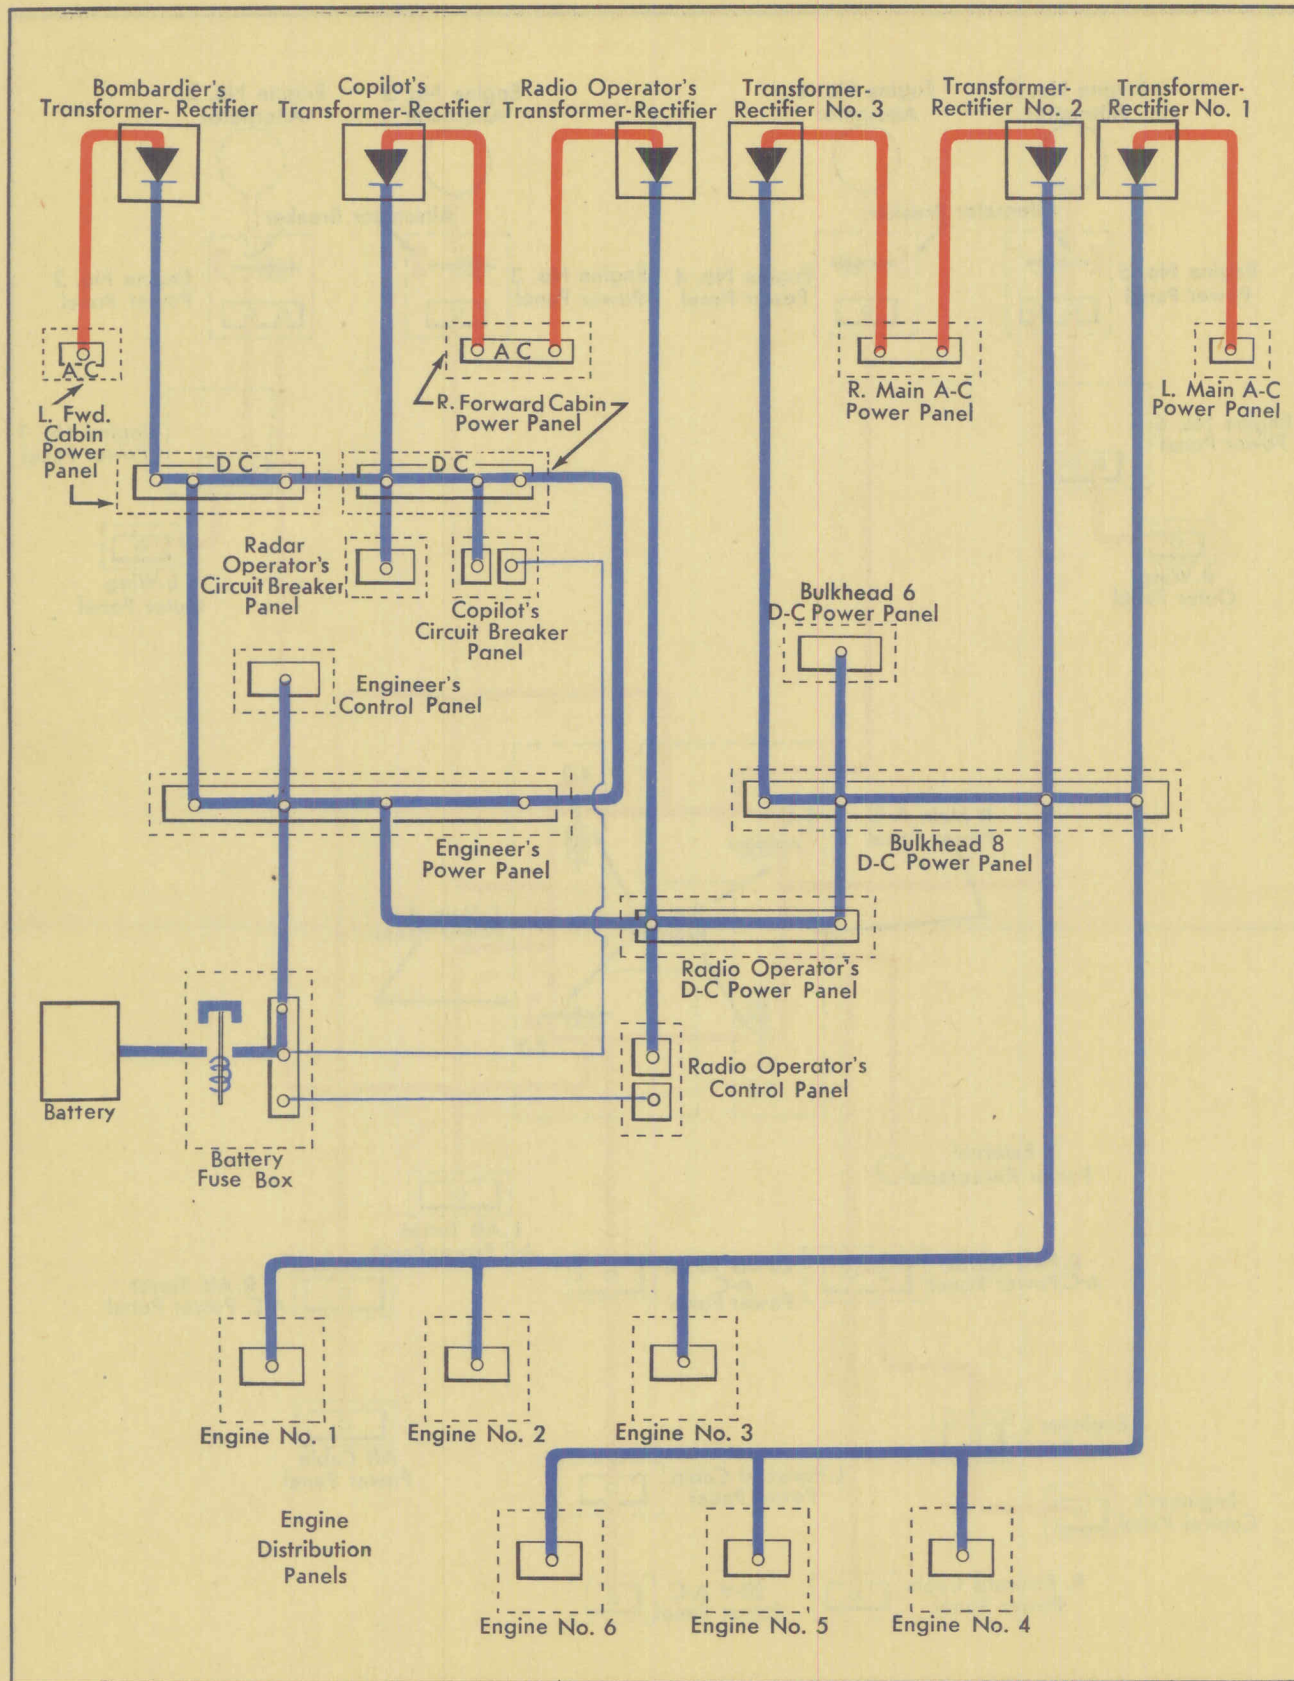 Bombardier's
Transformer- Rectifier
Copilot's
Transformer-Rectifier
Radio Operator's
Transformer-Rectifier
Transformer-
Rectifier No. 3
Transformer-
Rectifier No. 2
Transformer-
Rectifier No. 1
A C
L. Fwd.
Cabin
Power
Panel
A C
R. Forward Cabin
Power Panel
R. Main A-C
Power Panel
L. Main A-C
Power Panel
D C
D C
Radar
Operator's
Circuit Breaker
Panel
Copilot's
Circuit Breaker
Panel
Bulkhead 6
D-C Power Panel
Engineer's
Control Panel
Engineer's
Power Panel
Bulkhead 8
D-C Power Panel
Radio Operator's
D-C Power Panel
Radio Operator's
Control Panel
Battery
Battery
Fuse Box
Engine No. 1
Engine No. 2
Engine No. 3
Engine
Distribution
Panels
Engine No. 6
Engine No. 5
Engine No. 4